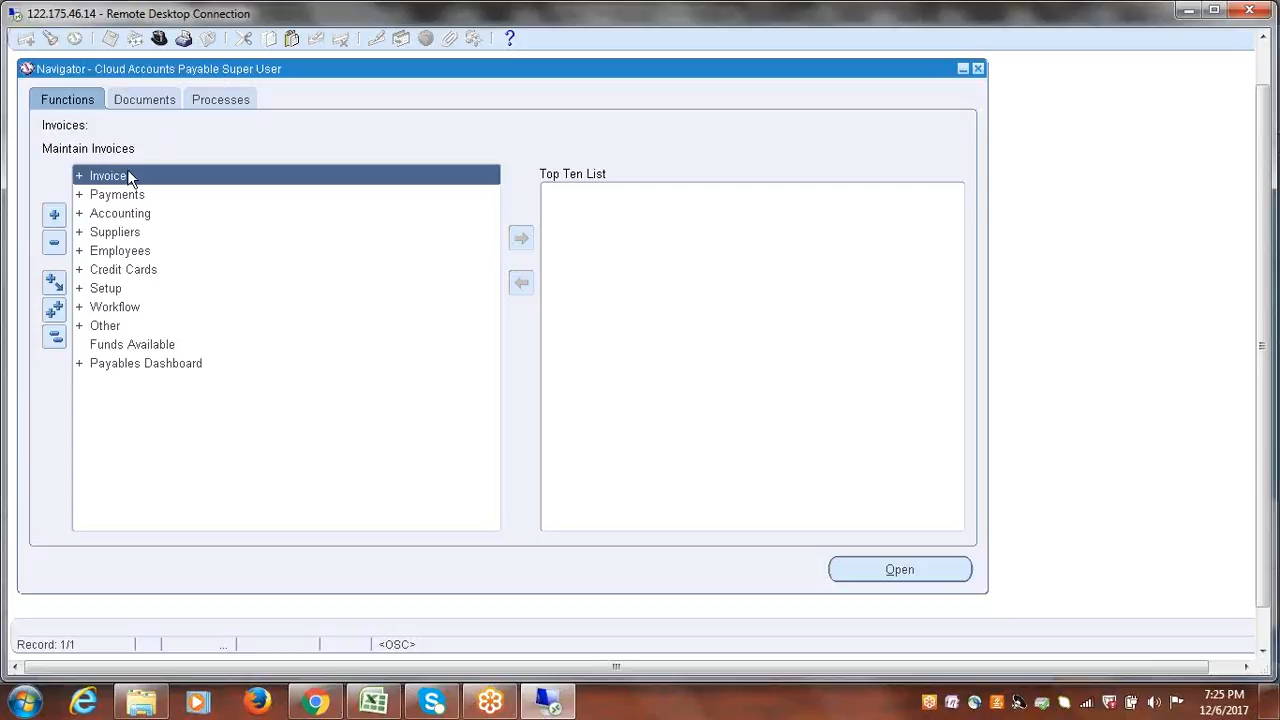 122.175.46.14 - Remote Desktop Connection
Navigator - Cloud Accounts Payable Super User
Functions
Documents
Processes
Invoices:
Maintain Invoices
Top Ten List
+ Invoices
+ Payments
+ Accounting
+ Suppliers
+ Employees
+ Credit Cards
+ Setup
+ Workflow
+ Other
Funds Available
+ Payables Dashboard
Open
Record: 1/1
...
<OSC>
7:25 PM
12/6/2017